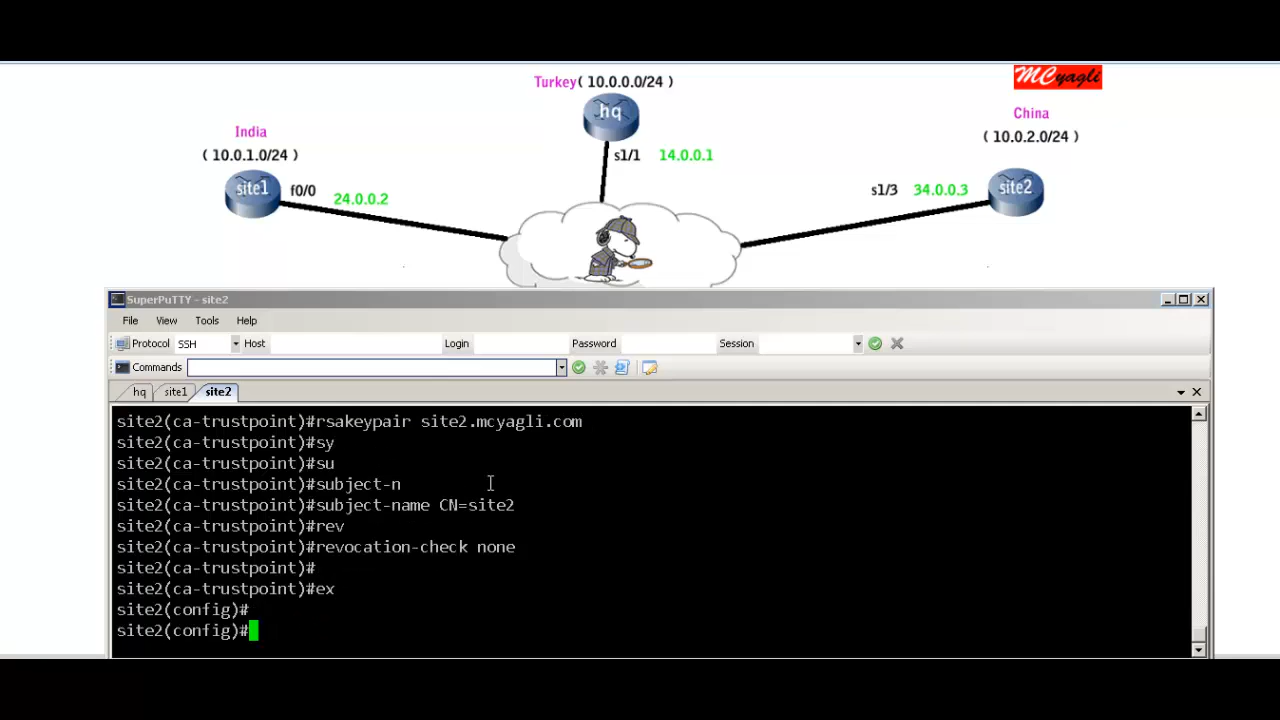 MCyagli
Turkey( 10.0.0.0/24 )
hq
s1/1 14.0.0.1
India
( 10.0.1.0/24 )
site1 f0/0 24.0.0.2
China
( 10.0.2.0/24 )
s1/3 34.0.0.3 site2
SuperPuTTY - site2
File View Tools Help
Protocol SSH Host Login Password Session
Commands
hq site1 site2
site2(ca-trustpoint)#rsakeypair site2.mcyagli.com
site2(ca-trustpoint)#sy
site2(ca-trustpoint)#su
site2(ca-trustpoint)#subject-n
site2(ca-trustpoint)#subject-name CN=site2
site2(ca-trustpoint)#rev
site2(ca-trustpoint)#revocation-check none
site2(ca-trustpoint)#
site2(ca-trustpoint)#ex
site2(config)#
site2(config)#